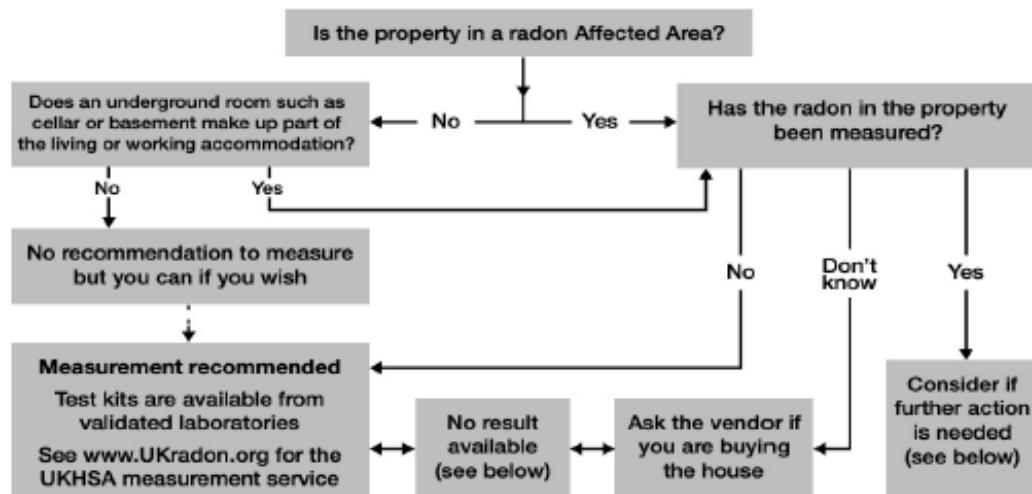 Is the property in a radon Affected Area?
Does an underground room such as
cellar or basement make up part of
the living or working accommodation?
No
Yes
Has the radon in the property
been measured?
No
Yes
No recommendation to measure
but you can if you wish
No
Don't
know
Yes
Measurement recommended
Test kits are available from
validated laboratories
See www.UKradon.org for the
UKHSA measurement service
No result
available
(see below)
Ask the vendor if
you are buying
the house
Consider if
further action
is needed
(see below)